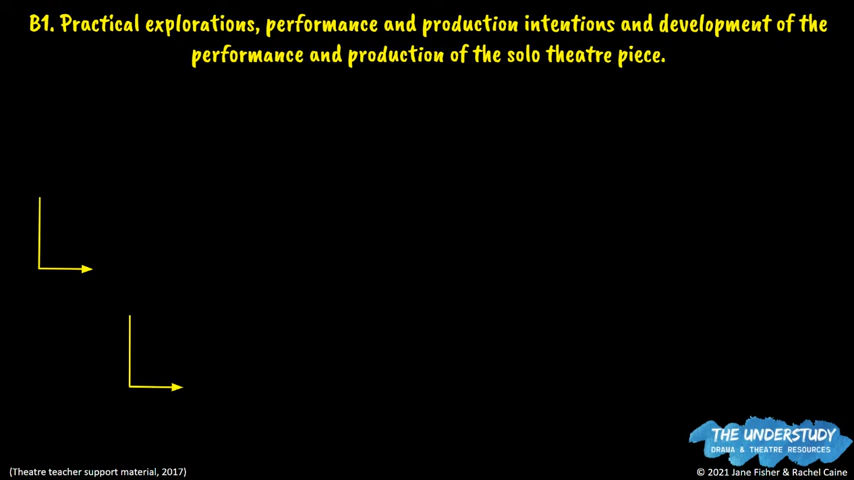 B1. Practical explorations, performance and production intentions and development of the
performance and production of the solo theatre piece.
THE UNDERSTUDY
DRAMA & THEATRE RESOURCES
(Theatre teacher support material, 2017)
© 2021 Jane Fisher & Rachel Caine